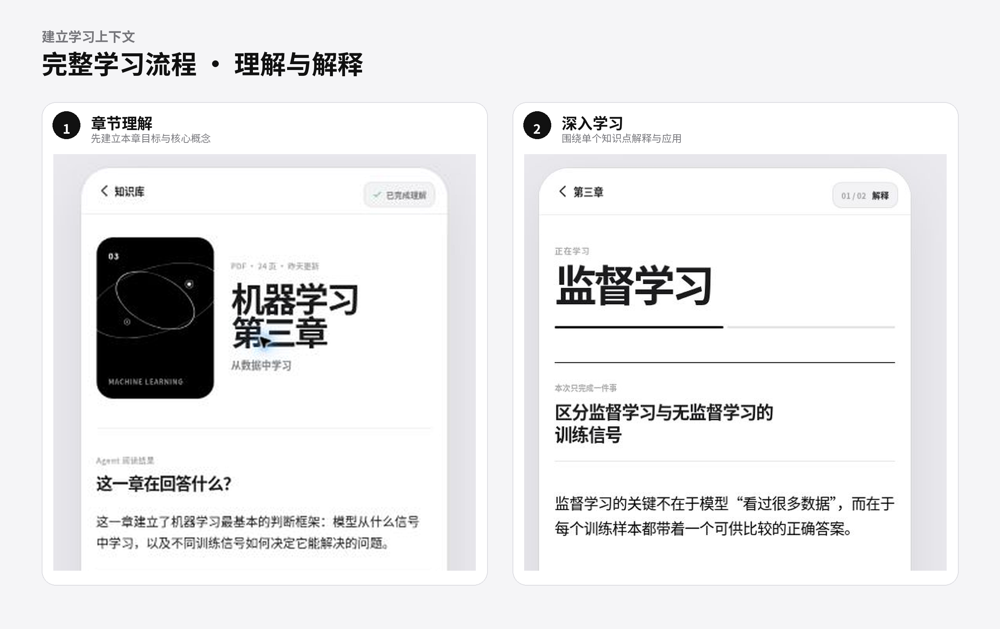 建立学习上下文
完整学习流程 · 理解与解释
1
章节理解
先建立本章目标与核心概念
知识库
已完成理解
03
MACHINE LEARNING
PDF · 24 页 · 昨天更新
机器学习
第三章
从数据中学习
Agent 阅读结果
这一章在回答什么？
这一章建立了机器学习最基本的判断框架：模型从什么信号
中学习，以及不同训练信号如何决定它能解决的问题。
2
深入学习
围绕单个知识点解释与应用
第三章
01 / 02 解释
正在学习
监督学习
本次只完成一件事
区分监督学习与无监督学习的
训练信号
监督学习的关键不在于模型“看过很多数据”，而在于
每个训练样本都带着一个可供比较的正确答案。